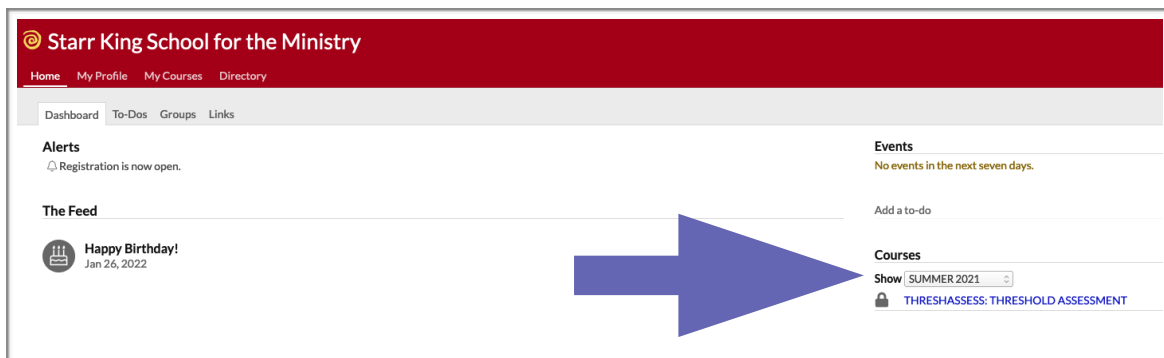 Starr King School for the Ministry
Home My Profile My Courses Directory
Dashboard To-Dos Groups Links
Alerts
Registration is now open.
The Feed
Happy Birthday!
Jan 26, 2022
Events
No events in the next seven days.
Add a to-do
Courses
Show SUMMER 2021
THRESHASSESS: THRESHOLD ASSESSMENT